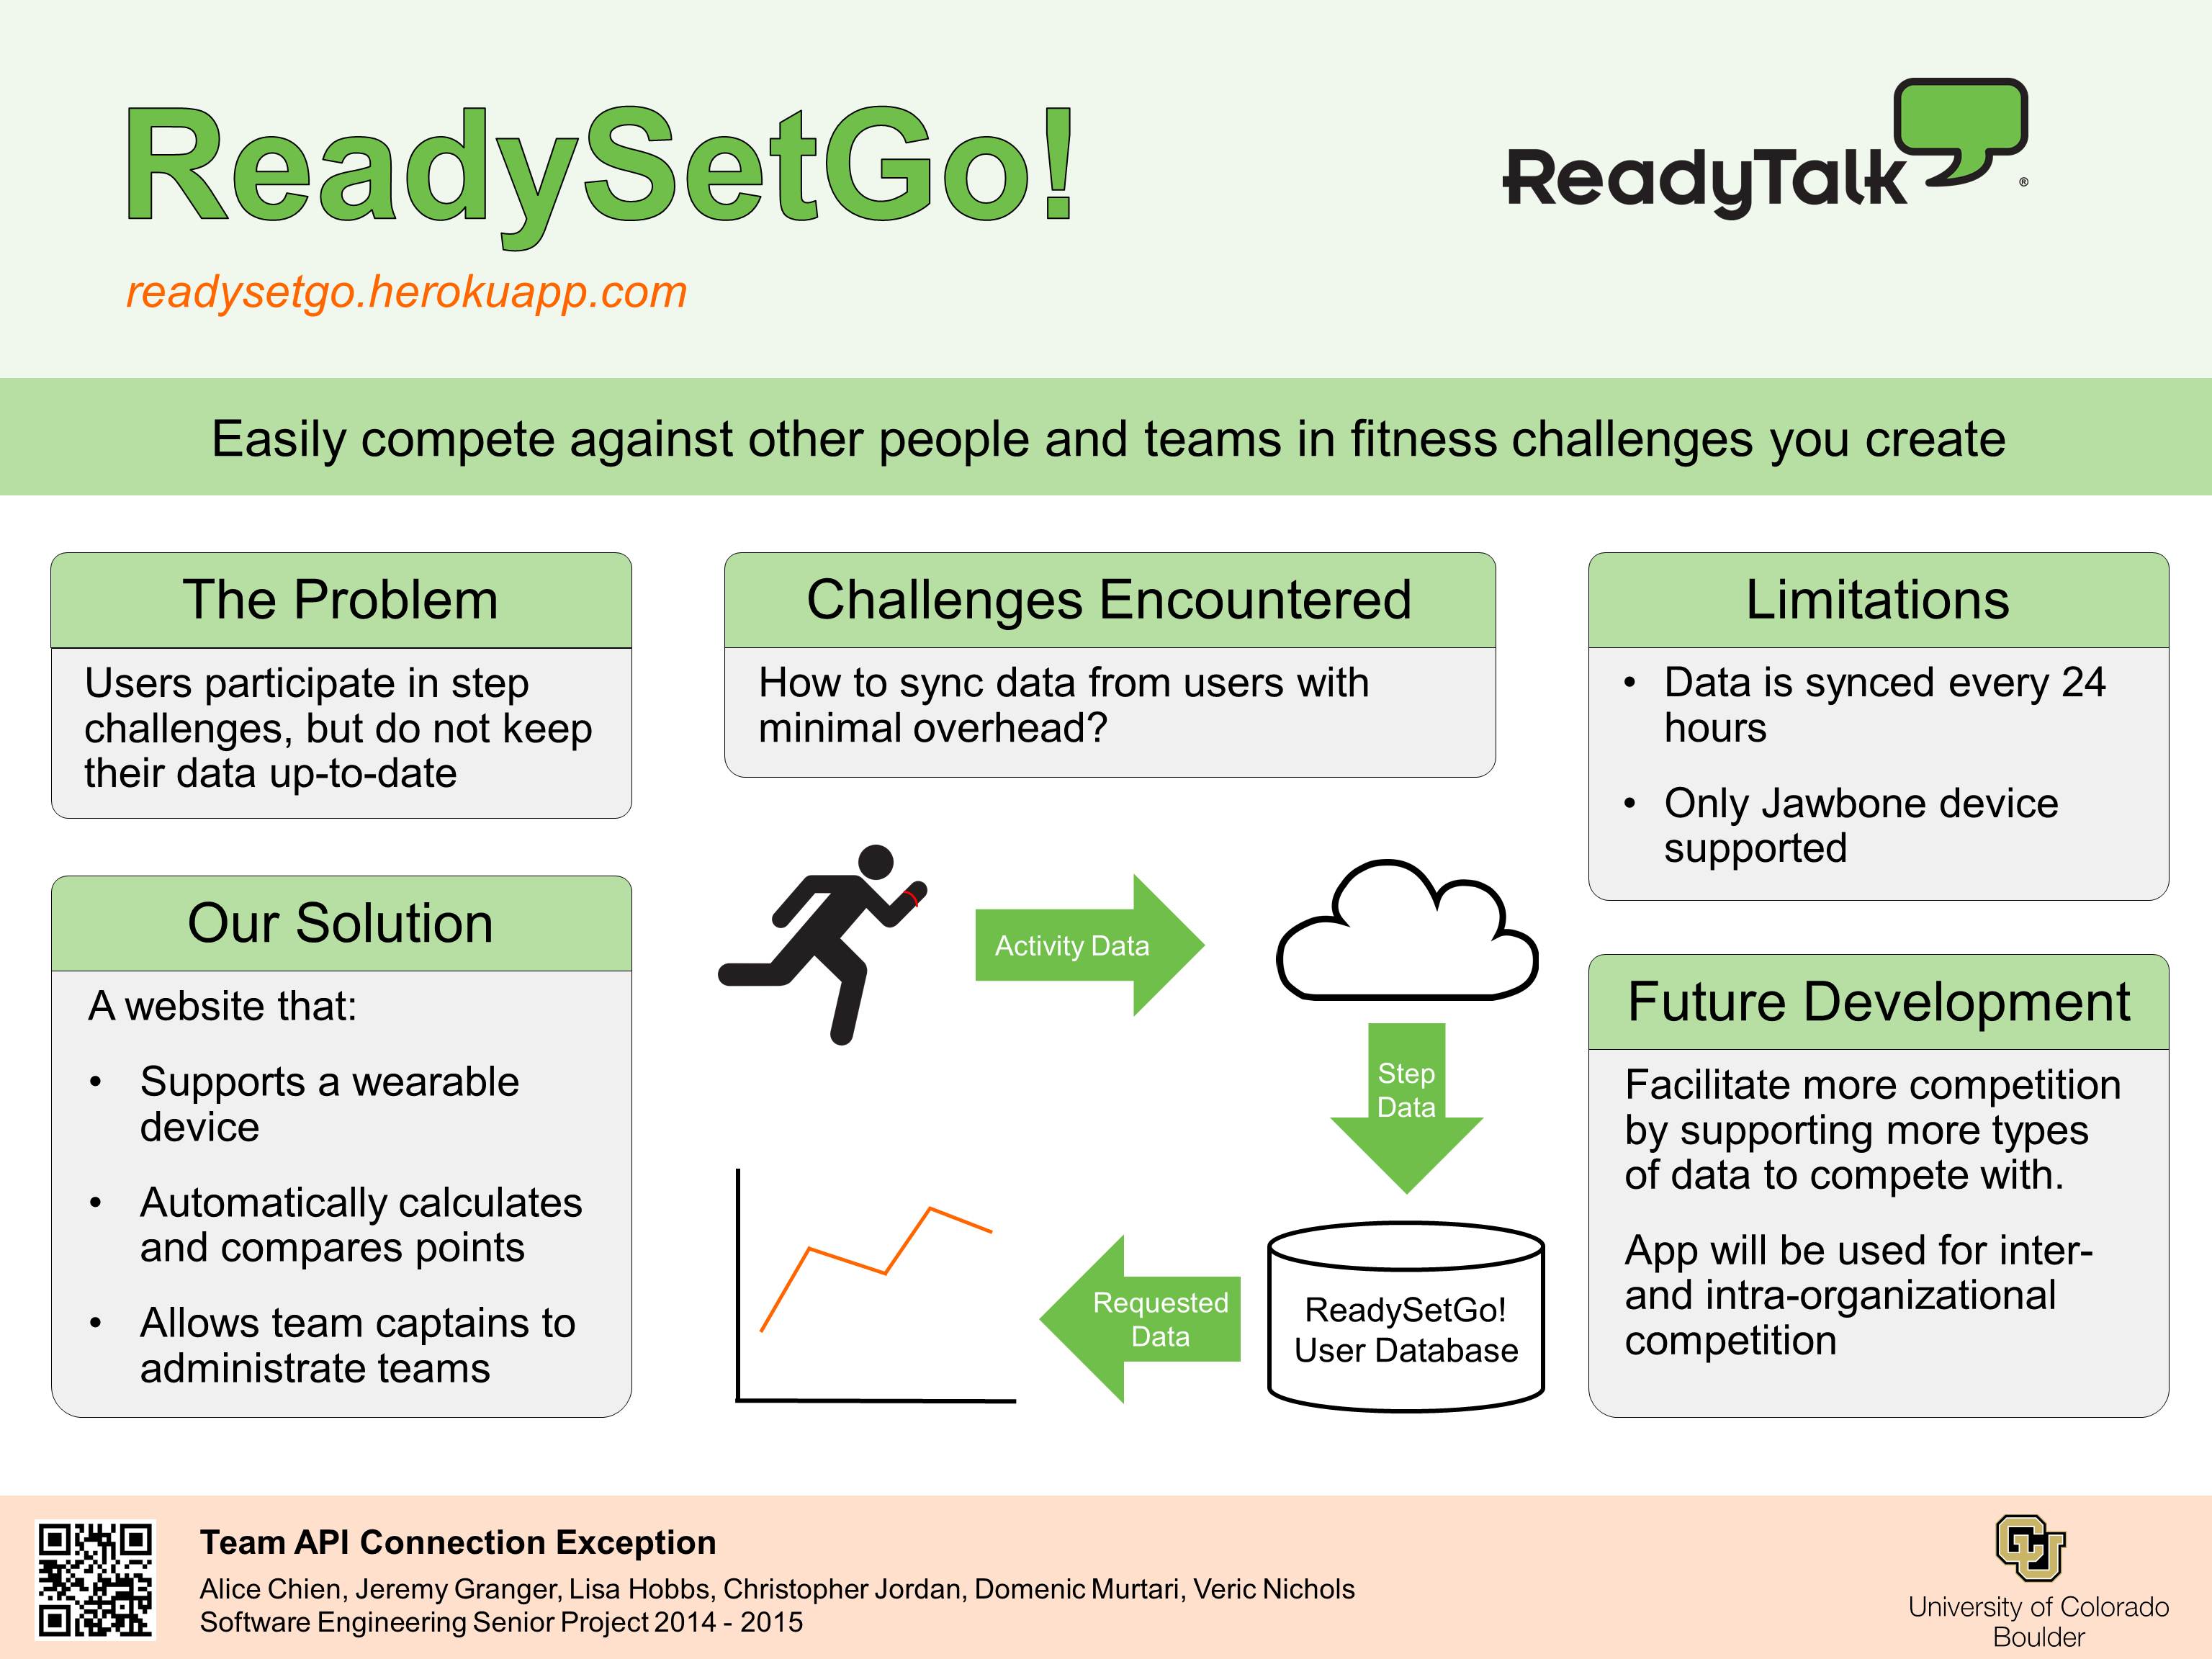 ReadySetGo!
readysetgo.herokuapp.com
ReadyTalk
®
Easily compete against other people and teams in fitness challenges you create
The Problem
Users participate in step
challenges, but do not keep
their data up-to-date
Our Solution
A website that:
• Supports a wearable
device
• Automatically calculates
and compares points
• Allows team captains to
administrate teams
Challenges Encountered
How to sync data from users with
minimal overhead?
Activity Data
Step
Data
ReadySetGo!
User Database
Requested
Data
Limitations
• Data is synced every 24
hours
• Only Jawbone device
supported
Future Development
Facilitate more competition
by supporting more types
of data to compete with.
App will be used for inter-
and intra-organizational
competition
Team API Connection Exception
Alice Chien, Jeremy Granger, Lisa Hobbs, Christopher Jordan, Domenic Murtari, Veric Nichols
Software Engineering Senior Project 2014 - 2015
CU
University of Colorado
Boulder